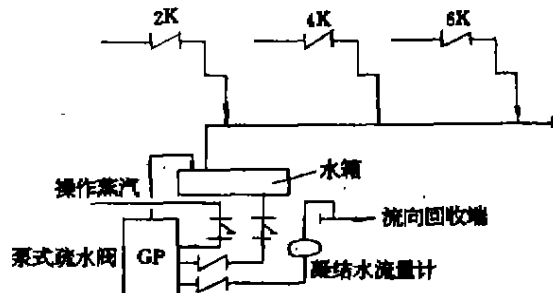 2K
4K
6K
水箱
操作蒸汽
流向回收端
泵式疏水阀
GP
凝结水流量计